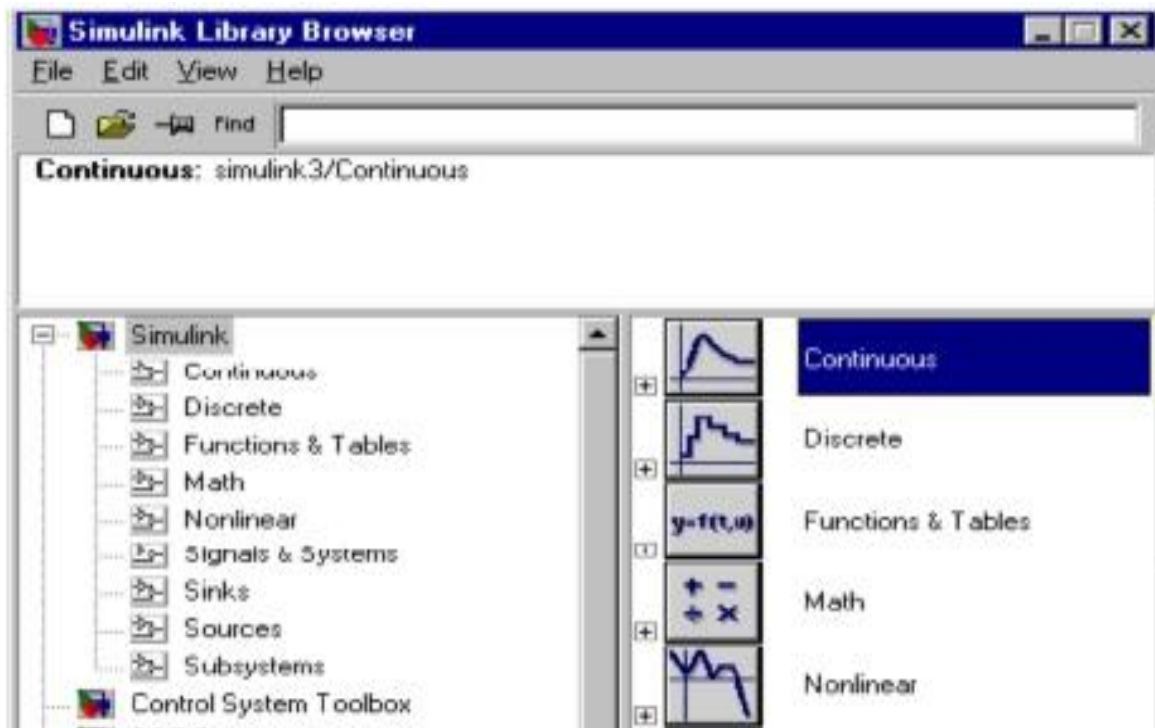 Simulink Library Browser
File Edit View Help
Find
Continuous: simulink3/Continuous
Simulink
Continuous
Discrete
Functions & Tables
Math
Nonlinear
Signals & Systems
Sinks
Sources
Subsystems
Control System Toolbox
Continuous
Discrete
y=f(t,u)
Functions & Tables
Math
Nonlinear